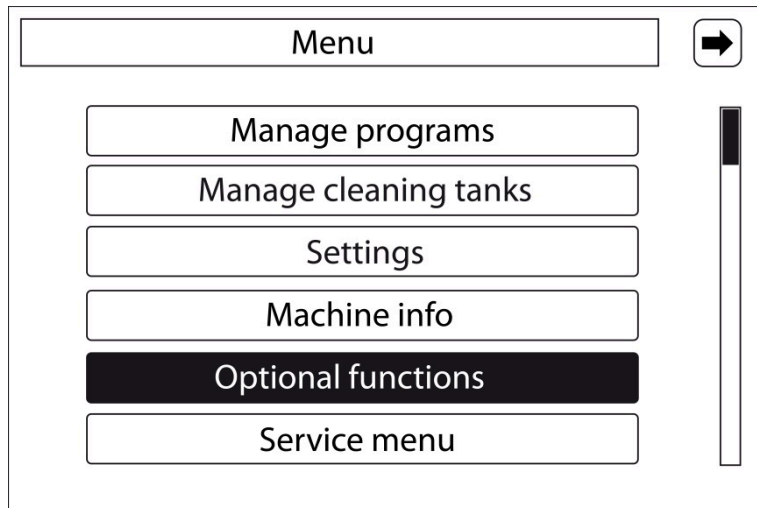 Menu
Manage programs
Manage cleaning tanks
Settings
Machine info
Optional functions
Service menu